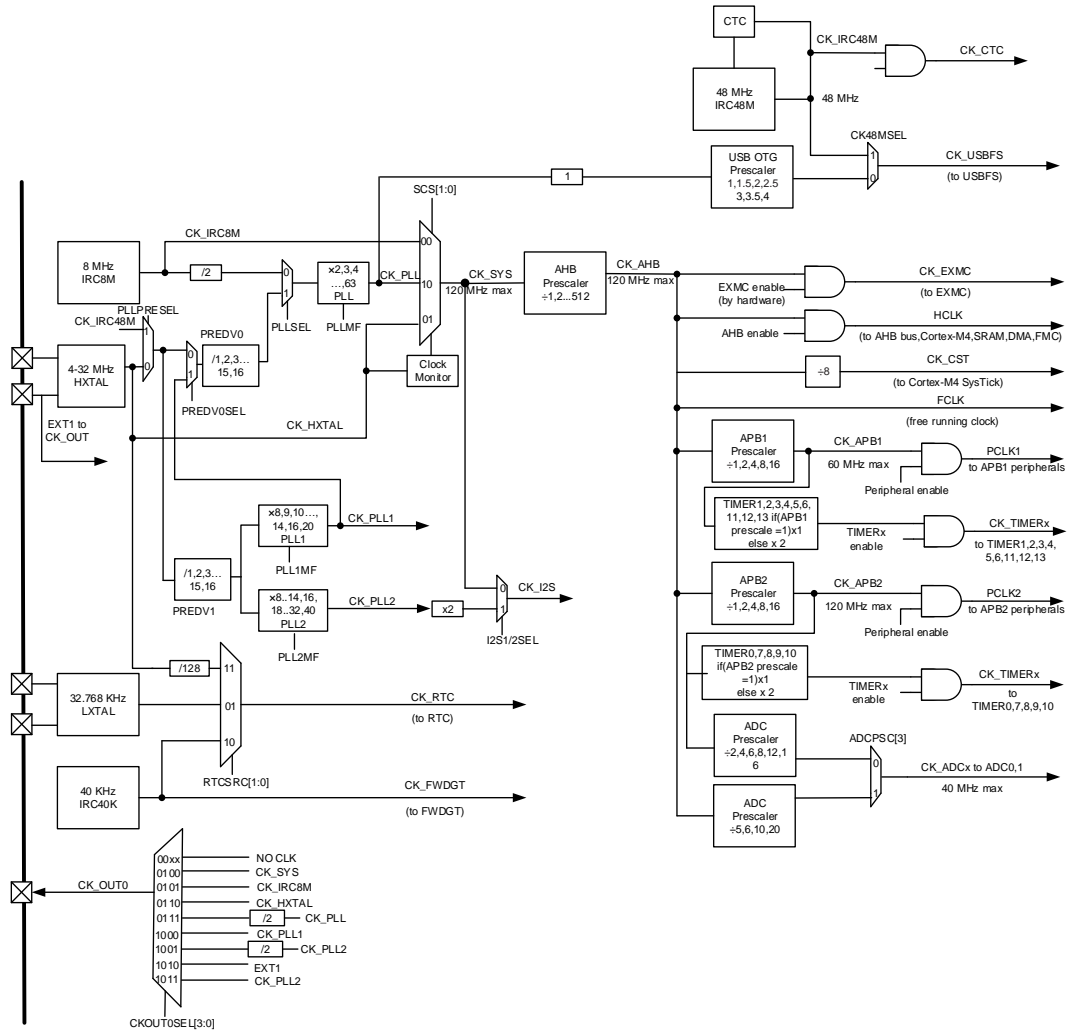 CTC
CK_IRC48M
CK_CTC
48 MHz
IRC48M
48 MHz
CK48MSEL
USB OTG
Prescaler
1,1.5,2,2.5
3,3.5,4
1
0
CK_USBFS
(to USBFS)
1
SCS[1:0]
CK_IRC8M
00
8 MHz
IRC8M
/2
0
1
PLLSEL
×2,3,4
…,63
PLL
PLLMF
CK_PLL
10
01
CK_SYS
120 MHz max
AHB
Prescaler
÷1,2...512
CK_AHB
120 MHz max
EXMC enable
(by hardware)
CK_EXMC
(to EXMC)
AHB enable
HCLK
(to AHB bus,Cortex-M4,SRAM,DMA,FMC)
÷8
CK_CST
(to Cortex-M4 SysTick)
FCLK
(free running clock)
PLLPRESEL
CK_IRC48M
1
0
4-32 MHz
HXTAL
PREDV0
0
1
/1,2,3…
15,16
PREDV0SEL
Clock
Monitor
EXT1 to
CK_OUT
CK_HXTAL
APB1
Prescaler
÷1,2,4,8,16
CK_APB1
60 MHz max
Peripheral enable
PCLK1
to APB1 peripherals
TIMER1,2,3,4,5,6,
11,12,13 if(APB1
prescale =1)x1
else x 2
TIMERx
enable
CK_TIMERx
to TIMER1,2,3,4,
5,6,11,12,13
×8,9,10…,
14,16,20
PLL1
PLL1MF
CK_PLL1
/1,2,3…
15,16
PREDV1
×8..14,16,
18..32,40
PLL2
PLL2MF
CK_PLL2
x2
0
1
I2S1/2SEL
CK_I2S
APB2
Prescaler
÷1,2,4,8,16
CK_APB2
120 MHz max
Peripheral enable
PCLK2
to APB2 peripherals
TIMER0,7,8,9,10
if(APB2 prescale
=1)x1
else x 2
TIMERx
enable
CK_TIMERx
to
TIMER0,7,8,9,10
/128
11
01
10
RTCSRC[1:0]
32.768 KHz
LXTAL
CK_RTC
(to RTC)
40 KHz
IRC40K
CK_FWDGT
(to FWDGT)
ADC
Prescaler
÷2,4,6,8,12,1
6
ADC
Prescaler
÷5,6,10,20
ADCPSC[3]
0
1
CK_ADCx to ADC0,1
40 MHz max
CK_OUT0
00xx NO CLK
0100 CK_SYS
0101 CK_IRC8M
0110 CK_HXTAL
0111 /2 CK_PLL
1000 CK_PLL1
1001 /2 CK_PLL2
1010 EXT1
1011 CK_PLL2
CKOUT0SEL[3:0]